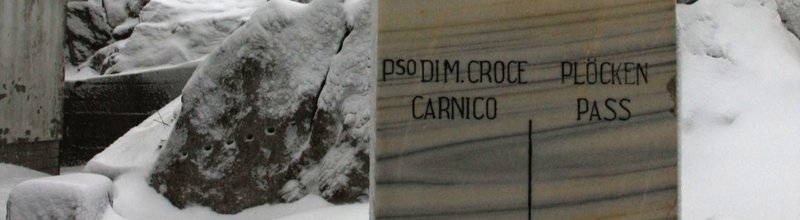 PSO DI M. CROCE
CARNICO
PLÖCKEN
PASS